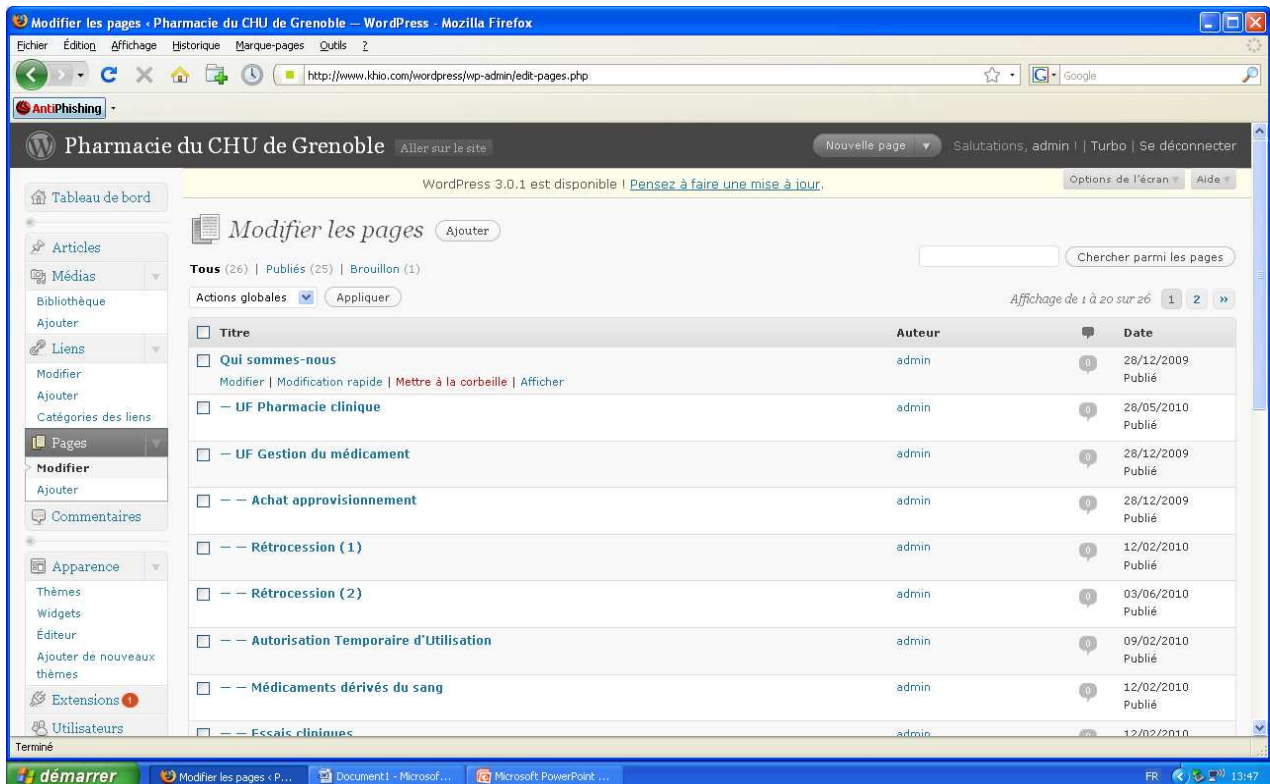 Modifier les pages ‹ Pharmacie du CHU de Grenoble — WordPress - Mozilla Firefox
Fichier Édition Affichage Historique Marque-pages Outils ?
http://www.khio.com/wordpress/wp-admin/edit-pages.php
Google
AntiPhishing
Pharmacie du CHU de Grenoble Aller sur le site Nouvelle page Salutations, admin ! | Turbo | Se déconnecter
WordPress 3.0.1 est disponible ! Pensez à faire une mise à jour.
Options de l'écran Aide
Tableau de bord
Articles
Médias
Bibliothèque
Ajouter
Liens
Modifier
Ajouter
Catégories des liens
Pages
Modifier
Ajouter
Commentaires
Apparence
Thèmes
Widgets
Éditeur
Ajouter de nouveaux
thèmes
Extensions 1
Utilisateurs
Modifier les pages Ajouter
Tous (26) | Publiés (25) | Brouillon (1)
Chercher parmi les pages
Actions globales Appliquer
Affichage de 1 à 20 sur 26 1 2 »
Titre Auteur Date
Qui sommes-nous admin 0 28/12/2009
Modifier | Modification rapide | Mettre à la corbeille | Afficher Publié
— UF Pharmacie clinique admin 0 28/05/2010
Publié
— UF Gestion du médicament admin 0 28/12/2009
Publié
— — Achat approvisionnement admin 0 28/12/2009
Publié
— — Rétrocession (1) admin 0 12/02/2010
Publié
— — Rétrocession (2) admin 0 03/06/2010
Publié
— — Autorisation Temporaire d'Utilisation admin 0 09/02/2010
Publié
— — Médicaments dérivés du sang admin 0 12/02/2010
Publié
— — Essais cliniques admin 0 12/02/2010
Terminé
démarrer Modifier les pages ‹ P... Document1 - Microsof... Microsoft PowerPoint ... FR 13:47